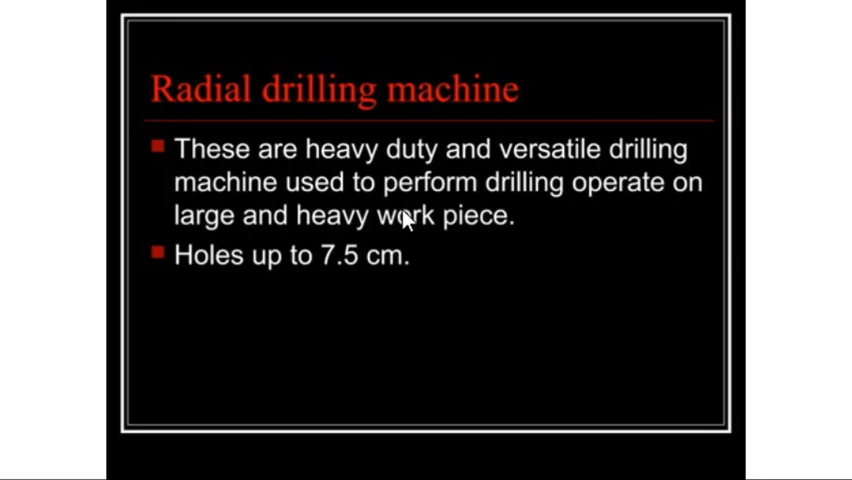 Radial drilling machine
These are heavy duty and versatile drilling
machine used to perform drilling operate on
large and heavy work piece.
Holes up to 7.5 cm.